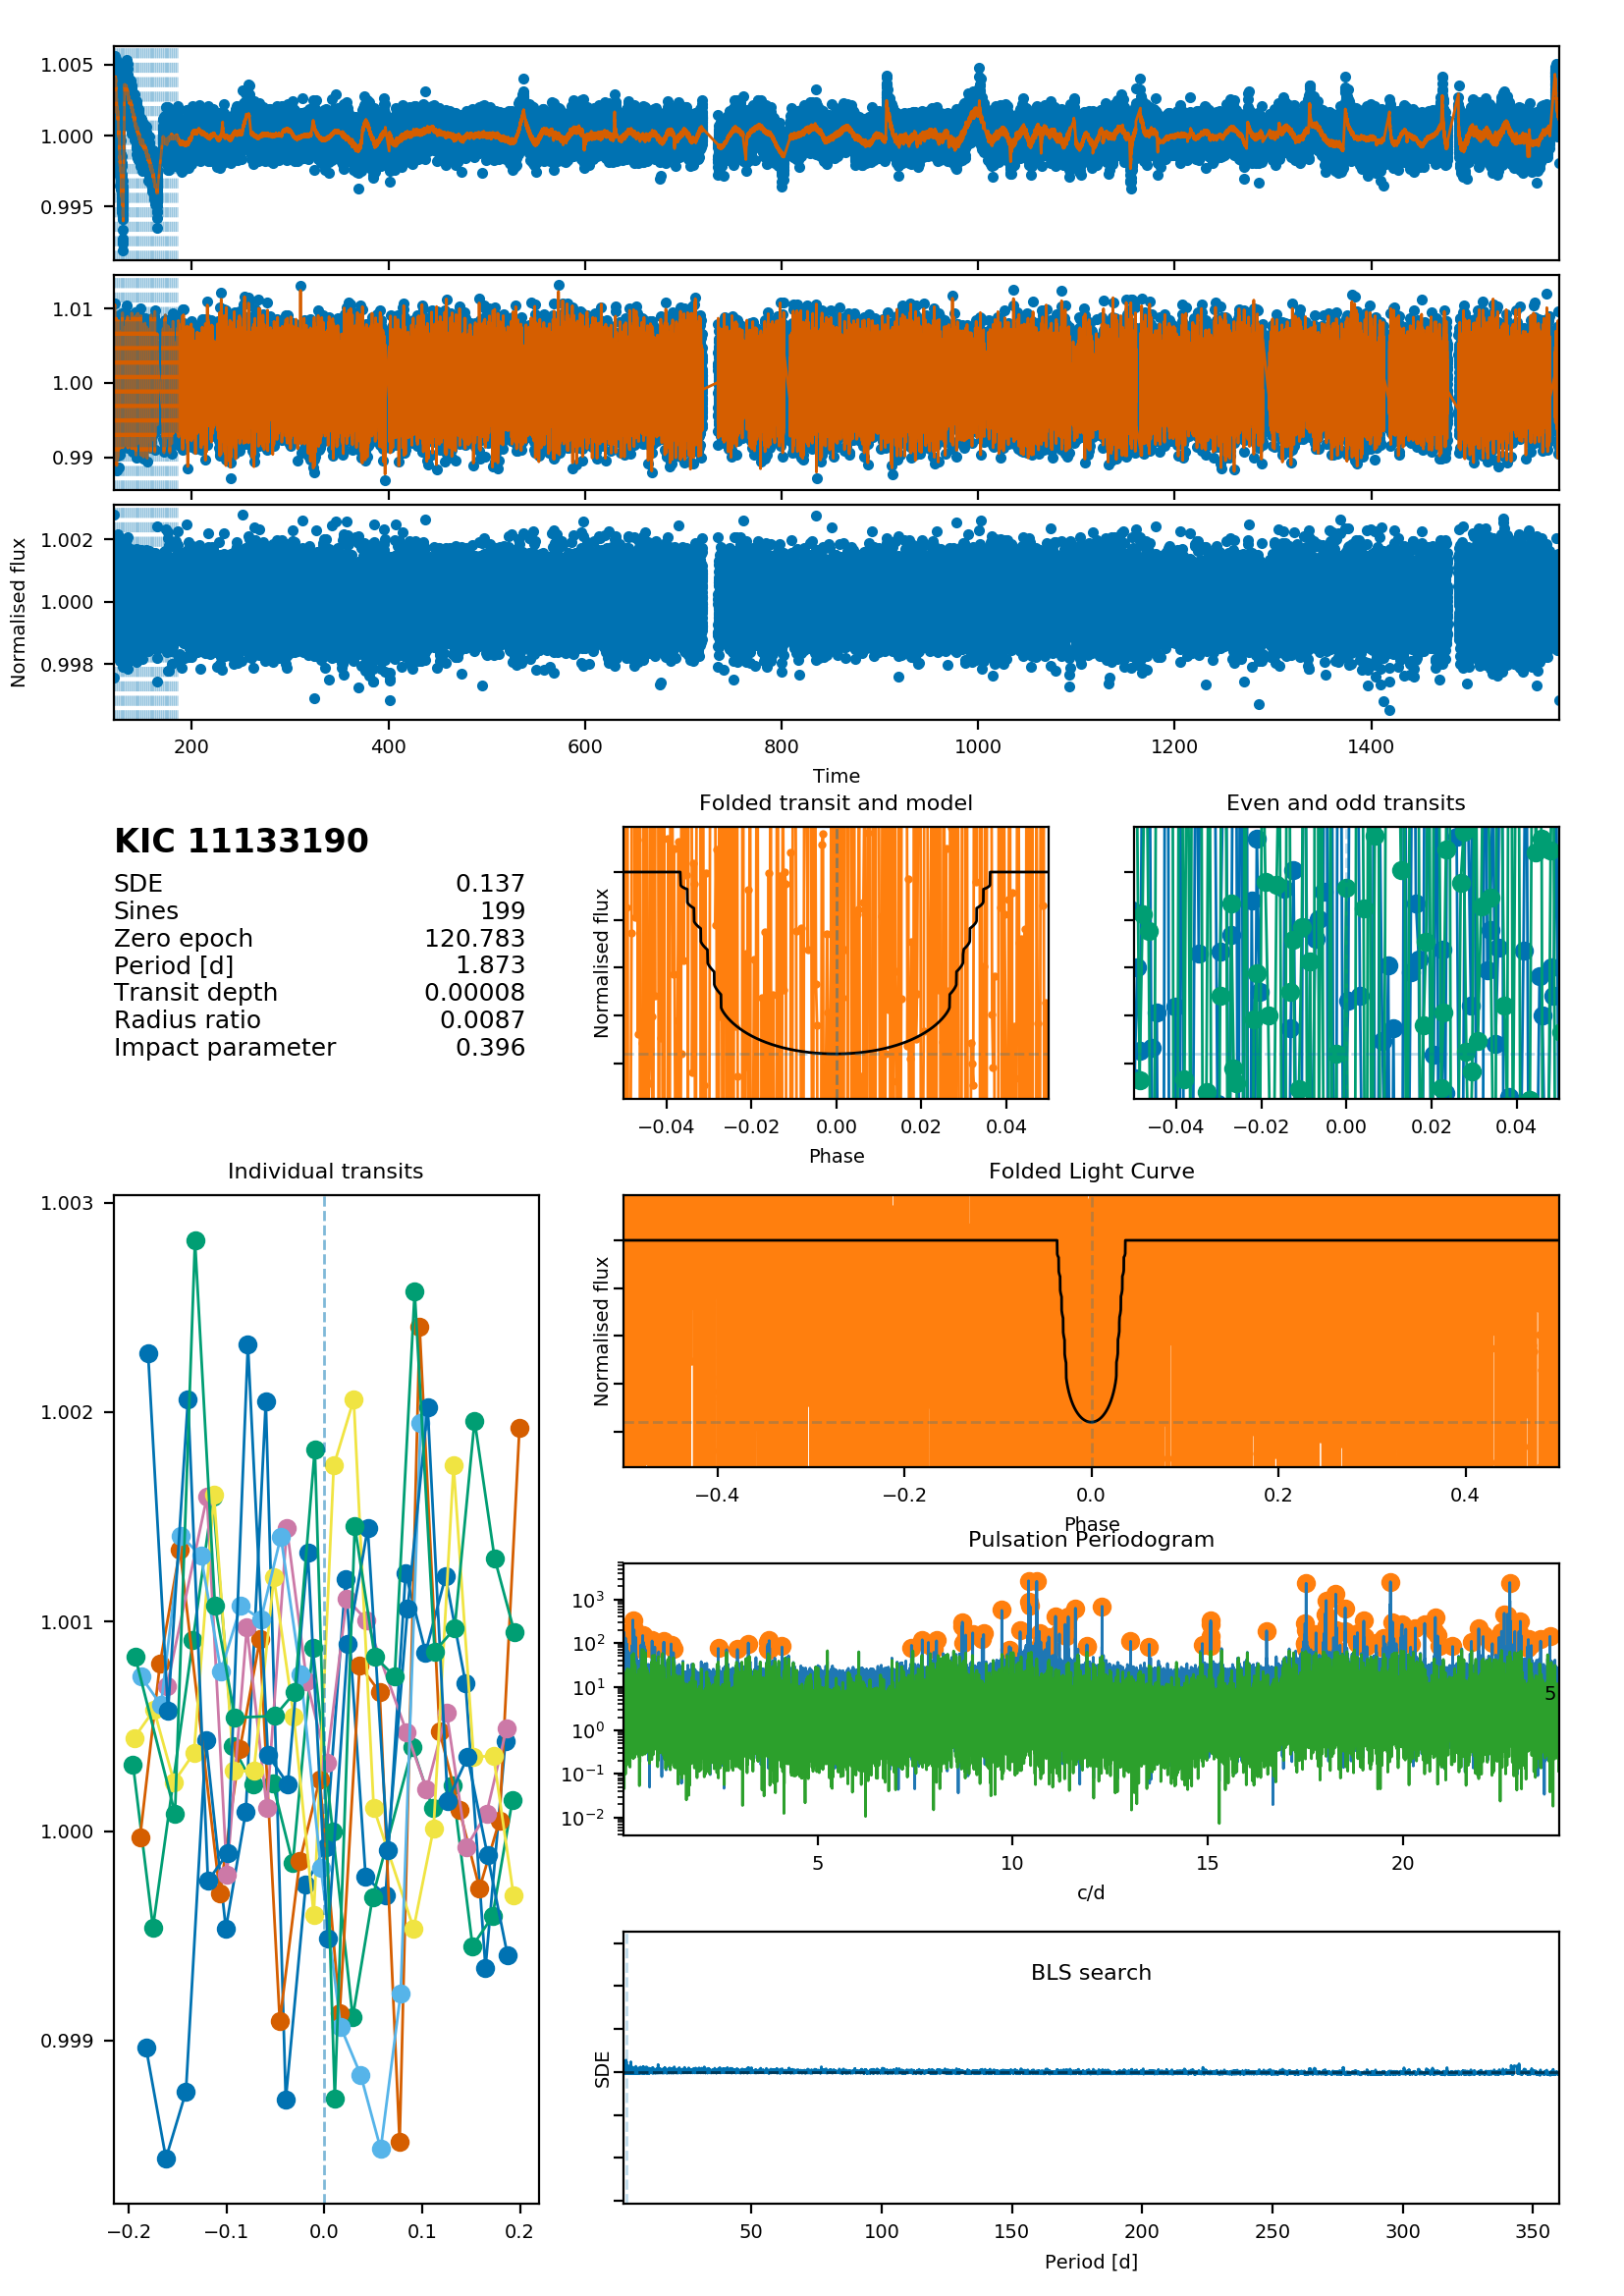 1.005
1.000
0.995
1.01
1.00
0.99
1.002
1.000
0.998
Normalised flux
200 400 600 800 1000 1200 1400
Time
KIC 11133190
SDE 0.137
Sines 199
Zero epoch 120.783
Period [d] 1.873
Transit depth 0.00008
Radius ratio 0.0087
Impact parameter 0.396
Folded transit and model
Normalised flux
−0.04 −0.02 0.00 0.02 0.04
Phase
Even and odd transits
−0.04 −0.02 0.00 0.02 0.04
Individual transits
1.003
1.002
1.001
1.000
0.999
−0.2 −0.1 0.0 0.1 0.2
Folded Light Curve
Normalised flux
−0.4 −0.2 0.0 0.2 0.4
Phase
Pulsation Periodogram
10³
10²
10¹
10⁰
10⁻¹
10⁻²
5
5 10 15 20
c/d
BLS search
SDE
50 100 150 200 250 300 350
Period [d]